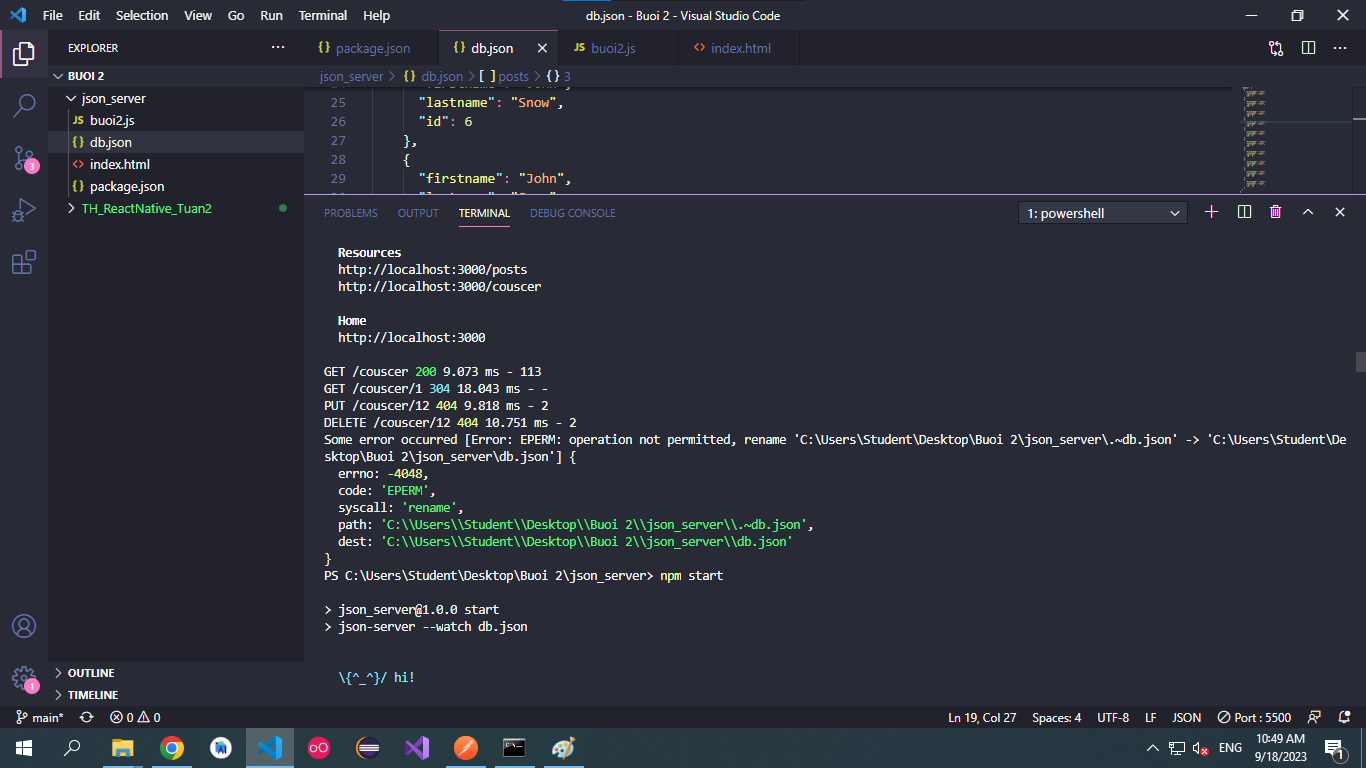 File Edit Selection View Go Run Terminal Help
db.json - Buoi 2 - Visual Studio Code
EXPLORER
BUOI 2
json_server
JS buoi2.js
{} db.json
<> index.html
{} package.json
TH_ReactNative_Tuan2
OUTLINE
TIMELINE
3
1
{} package.json
{} db.json
JS buoi2.js
<> index.html
json_server > {} db.json > [ ] posts > {} 3
25 "lastname": "Snow",
26 "id": 6
27 },
28 {
29 "firstname": "John",
PROBLEMS OUTPUT TERMINAL DEBUG CONSOLE
1: powershell
Resources
http://localhost:3000/posts
http://localhost:3000/couscer
Home
http://localhost:3000
GET /couscer 200 9.073 ms - 113
GET /couscer/1 304 18.043 ms - -
PUT /couscer/12 404 9.818 ms - 2
DELETE /couscer/12 404 10.751 ms - 2
Some error occurred [Error: EPERM: operation not permitted, rename 'C:\Users\Student\Desktop\Buoi 2\json_server\.~db.json' -> 'C:\Users\Student\De
sktop\Buoi 2\json_server\db.json'] {
errno: -4048,
code: 'EPERM',
syscall: 'rename',
path: 'C:\\Users\\Student\\Desktop\\Buoi 2\\json_server\\.~db.json',
dest: 'C:\\Users\\Student\\Desktop\\Buoi 2\\json_server\\db.json'
}
PS C:\Users\Student\Desktop\Buoi 2\json_server> npm start
> json_server@1.0.0 start
> json-server --watch db.json
\{^_^}/ hi!
main* 0 0
Ln 19, Col 27 Spaces: 4 UTF-8 LF JSON Port : 5500
ENG
10:49 AM
9/18/2023
1